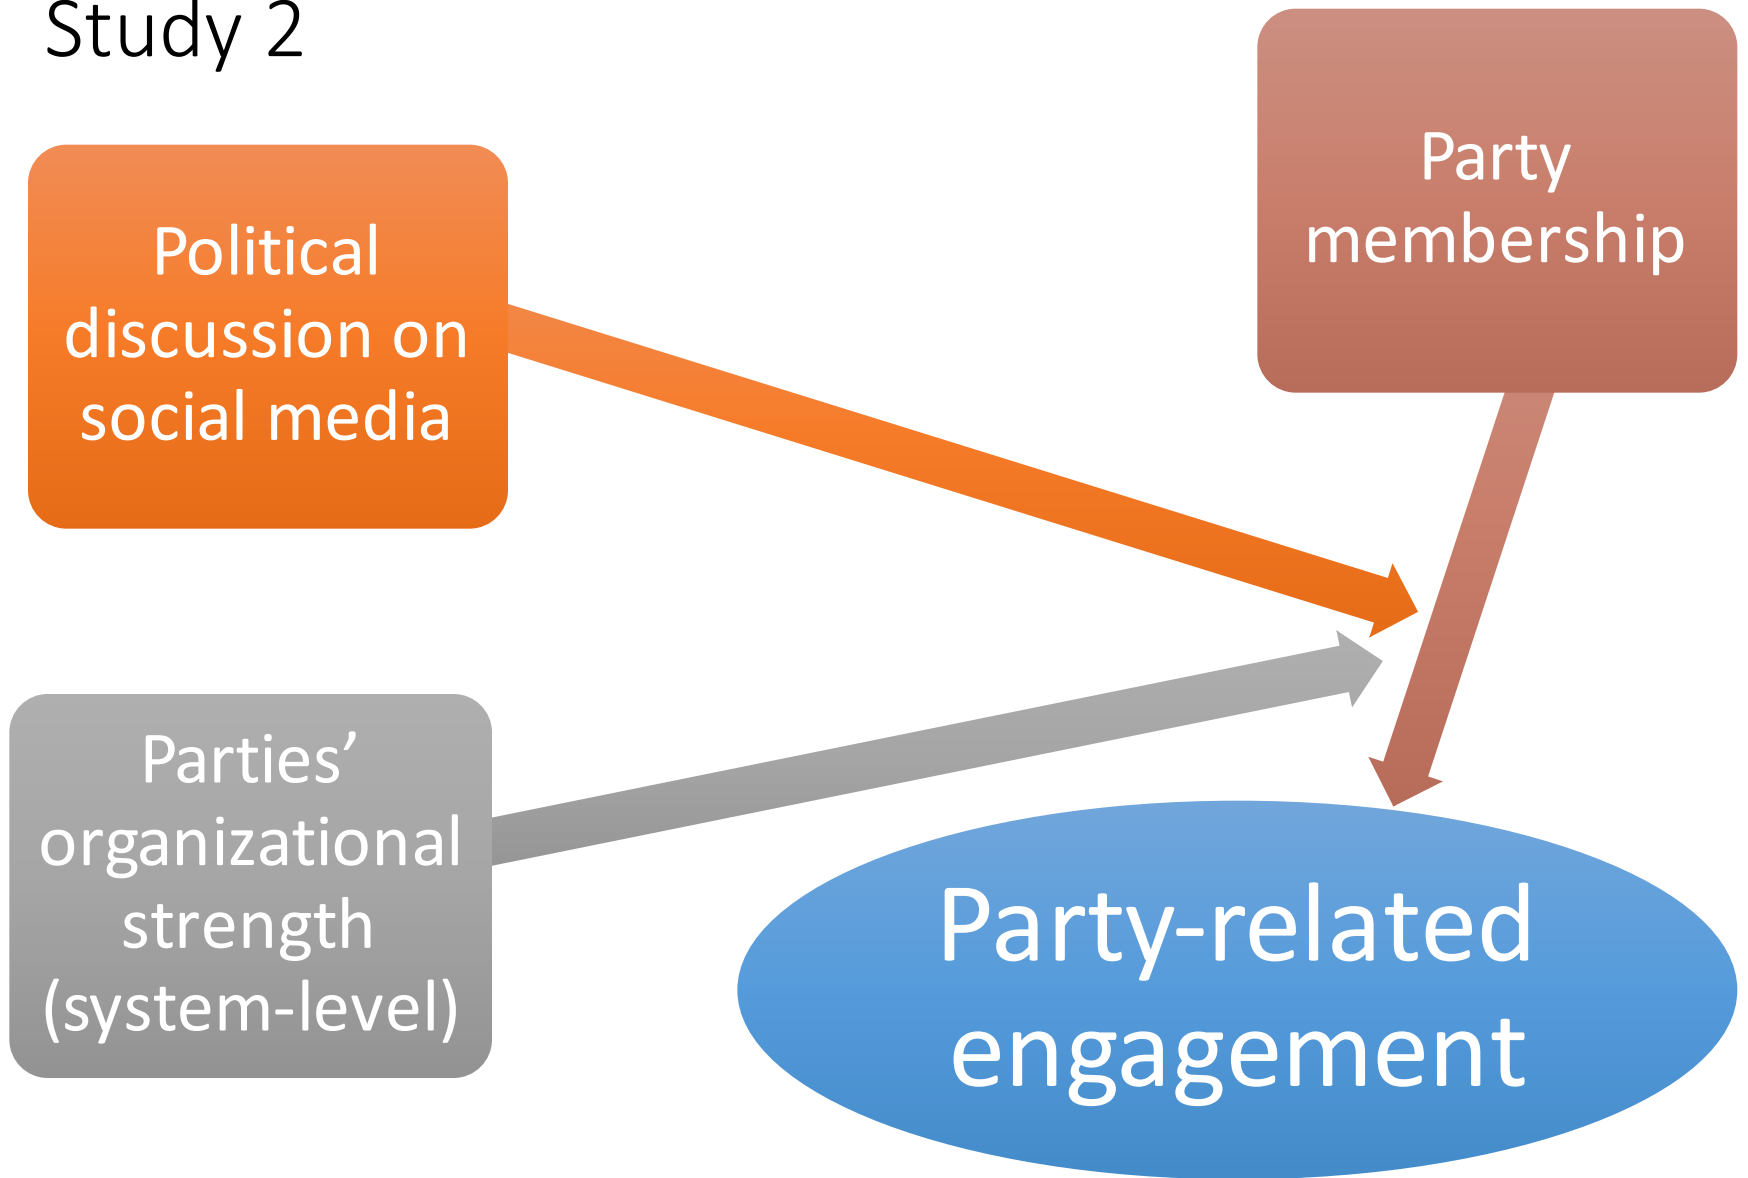 Study 2
Party
membership
Political
discussion on
social media
Parties’
organizational
strength
(system-level)
Party-related
engagement